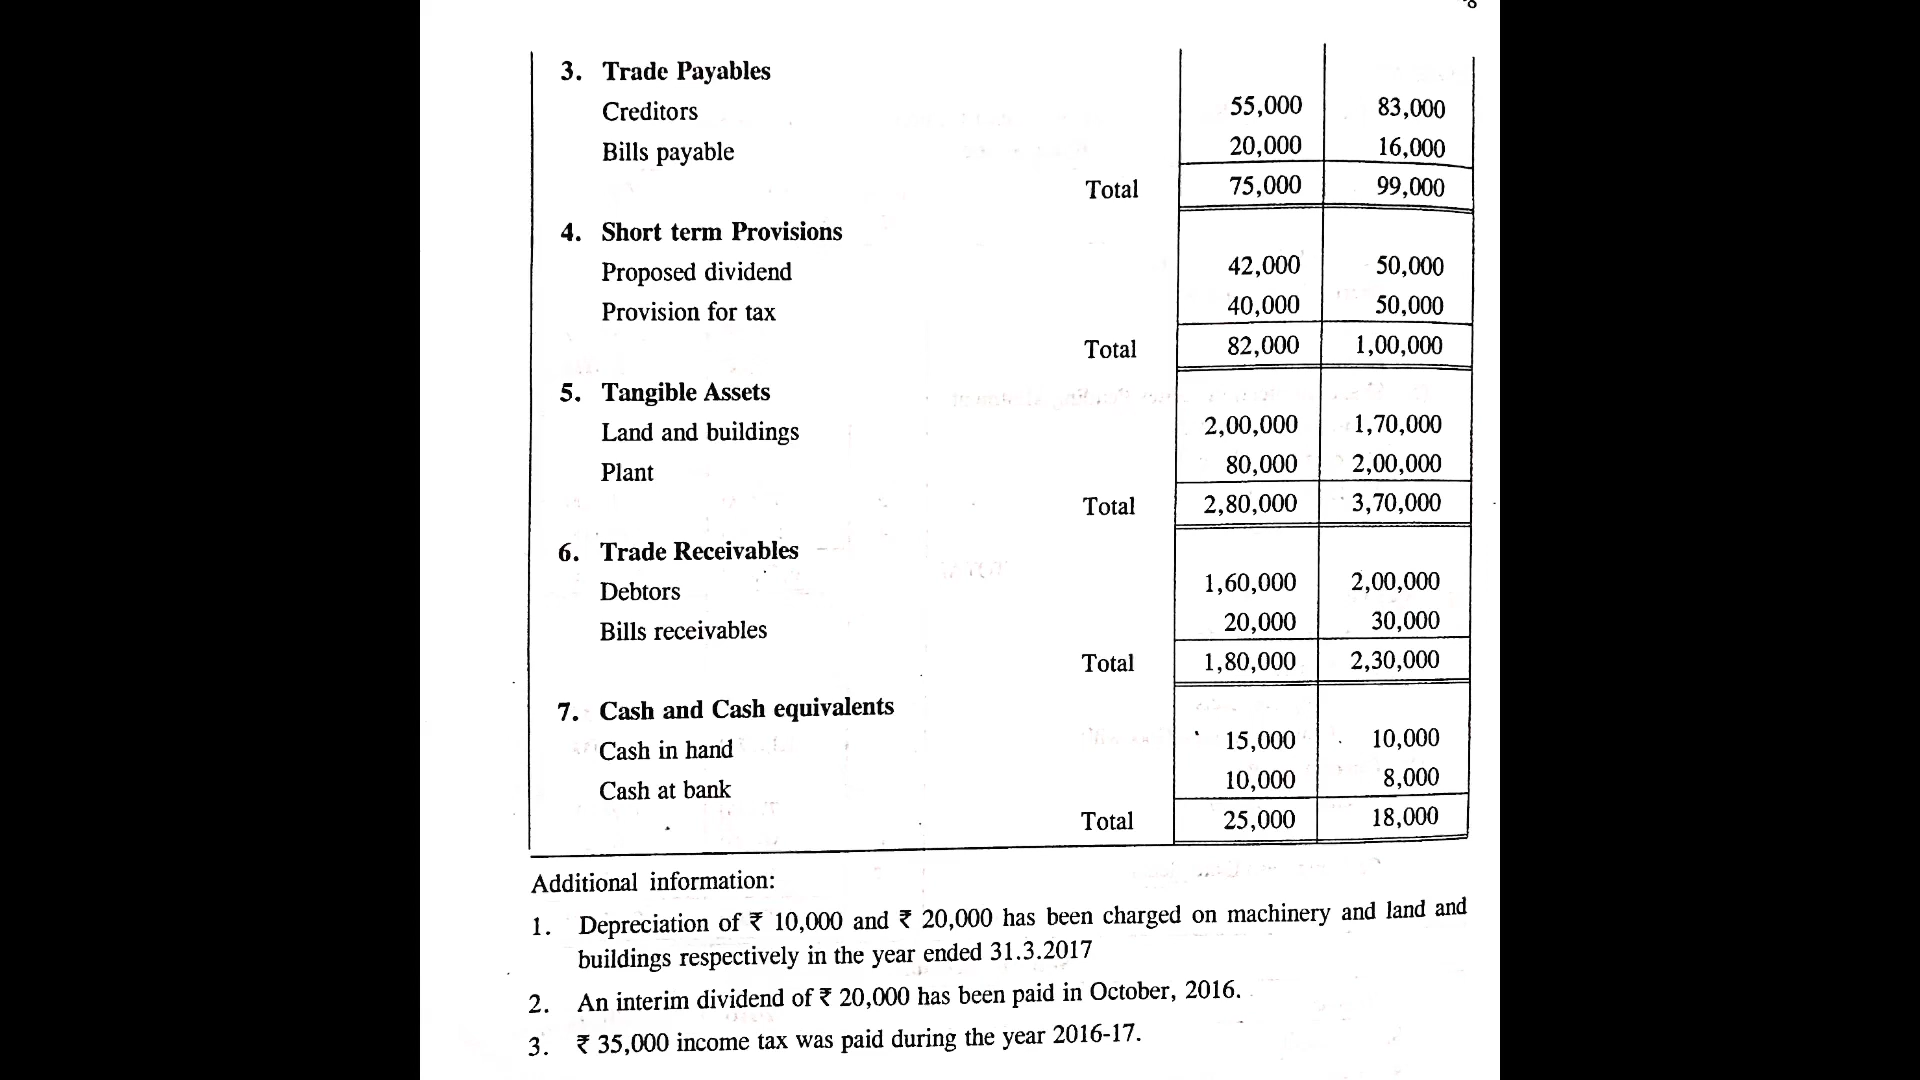 3. Trade Payables
Creditors 55,000 83,000
Bills payable 20,000 16,000
Total 75,000 99,000
4. Short term Provisions
Proposed dividend 42,000 50,000
Provision for tax 40,000 50,000
Total 82,000 1,00,000
5. Tangible Assets
Land and buildings 2,00,000 1,70,000
Plant 80,000 2,00,000
Total 2,80,000 3,70,000
6. Trade Receivables
Debtors 1,60,000 2,00,000
Bills receivables 20,000 30,000
Total 1,80,000 2,30,000
7. Cash and Cash equivalents
Cash in hand 15,000 10,000
Cash at bank 10,000 8,000
Total 25,000 18,000
Additional information:
1. Depreciation of ₹ 10,000 and ₹ 20,000 has been charged on machinery and land and
buildings respectively in the year ended 31.3.2017
2. An interim dividend of ₹ 20,000 has been paid in October, 2016.
3. ₹ 35,000 income tax was paid during the year 2016-17.